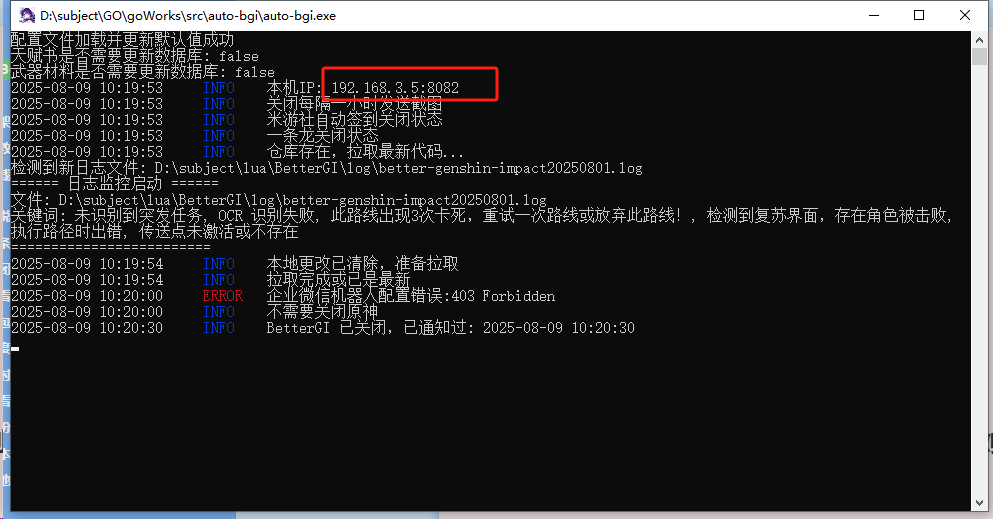 D:\subject\GO\goWorks\src\auto-bgi\auto-bgi.exe
配置文件加载并更新默认值成功
天赋书是否需要更新数据库: false
武器材料是否需要更新数据库: false
2025-08-09 10:19:53 INFO 本机IP: 192.168.3.5:8082
2025-08-09 10:19:53 INFO 关闭每隔一小时发送截图
2025-08-09 10:19:53 INFO 米游社自动签到关闭状态
2025-08-09 10:19:53 INFO 一条龙关闭状态
2025-08-09 10:19:53 INFO 仓库存在，拉取最新代码...
检测到新日志文件: D:\subject\lua\BetterGI\log\better-genshin-impact20250801.log
====== 日志监控启动 ======
文件: D:\subject\lua\BetterGI\log\better-genshin-impact20250801.log
关键词: 未识别到突发任务, OCR 识别失败, 此路线出现3次卡死，重试一次路线或放弃此路线！, 检测到复苏界面，存在角色被击败,
执行路径时出错, 传送点未激活或不存在
=========================
2025-08-09 10:19:54 INFO 本地更改已清除，准备拉取
2025-08-09 10:19:54 INFO 拉取完成或已是最新
2025-08-09 10:20:00 ERROR 企业微信机器人配置错误:403 Forbidden
2025-08-09 10:20:00 INFO 不需要关闭原神
2025-08-09 10:20:30 INFO BetterGI 已关闭，已通知过: 2025-08-09 10:20:30